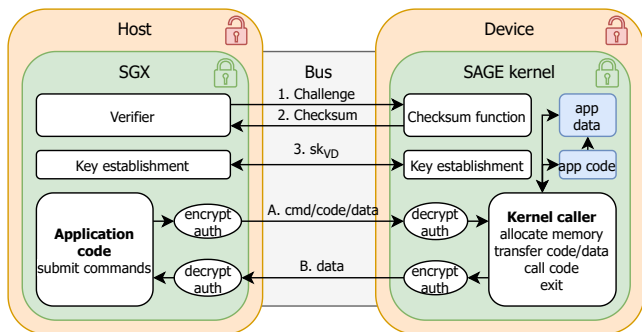 Host
Device
SGX
Bus
SAGE kernel
Verifier
1. Challenge
2. Checksum
Checksum function
app
data
Key establishment
3. skVD
Key establishment
app code
Application
code
submit commands
encrypt
auth
A. cmd/code/data
decrypt
auth
Kernel caller
allocate memory
transfer code/data
call code
exit
decrypt
auth
B. data
encrypt
auth